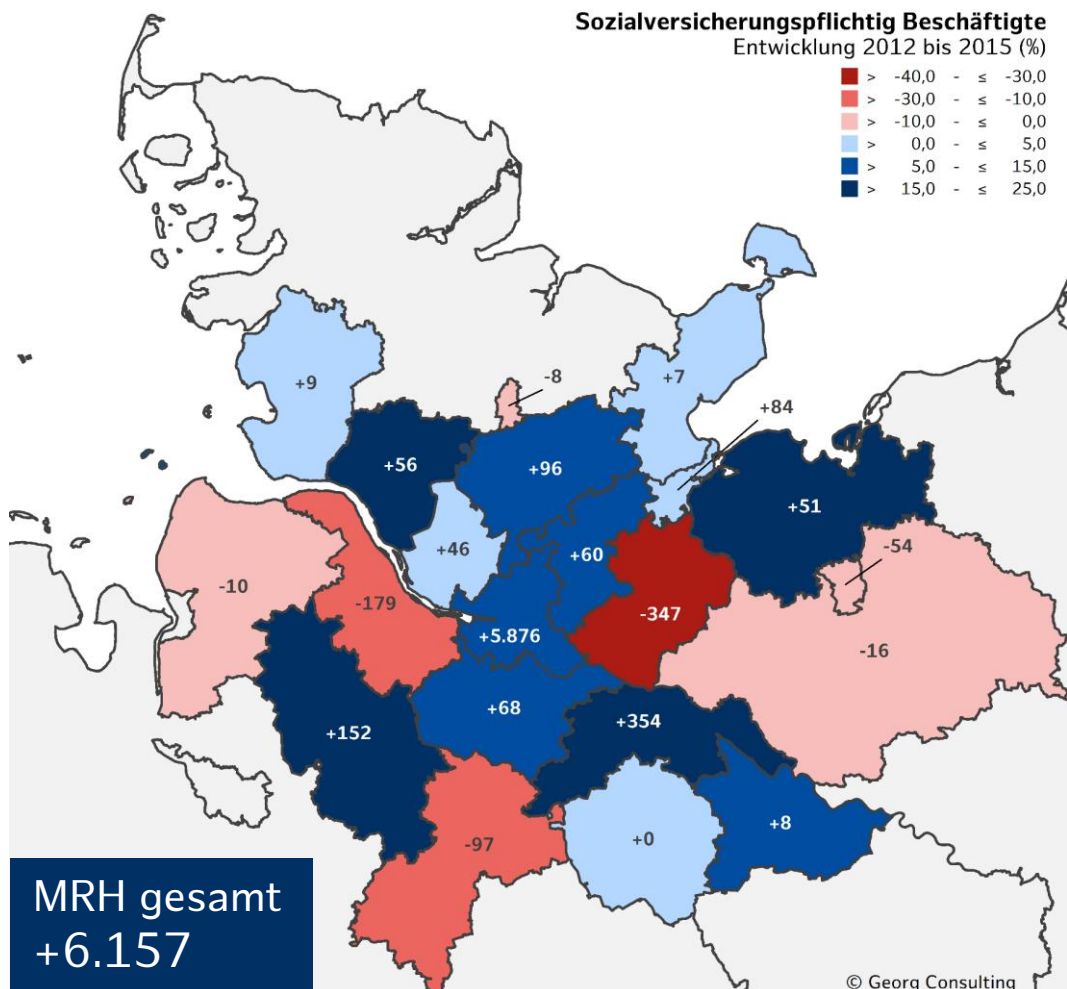 Sozialversicherungspflichtig Beschäftigte
Entwicklung 2012 bis 2015 (%)
> -40,0 - ≤ -30,0
> -30,0 - ≤ -10,0
> -10,0 - ≤ 0,0
> 0,0 - ≤ 5,0
> 5,0 - ≤ 15,0
> 15,0 - ≤ 25,0
+9
-8
+7
+84
+56
+96
+51
+46
+60
-54
-10
-179
-347
+5.876
-16
+68
+354
+152
+8
+0
-97
MRH gesamt
+6.157
© Georg Consulting